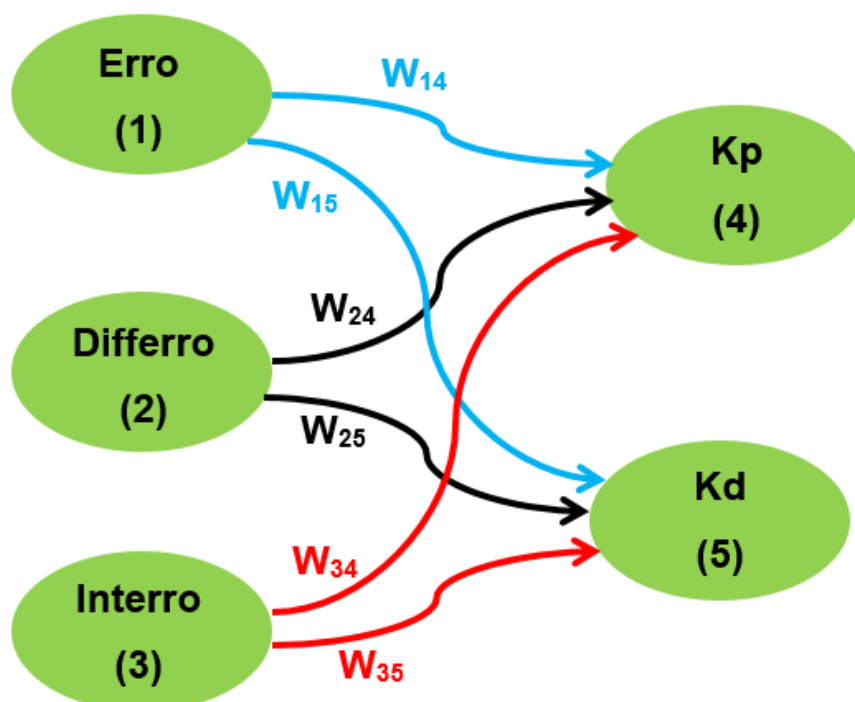 Erro
(1)
W₁₄
W₁₅
Kp
(4)
Differro
(2)
W₂₄
W₂₅
Kd
(5)
Interro
(3)
W₃₄
W₃₅